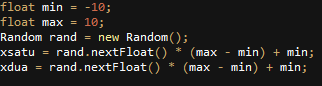 float min = -10;
float max = 10;
Random rand = new Random();
xsatu = rand.nextFloat() * (max - min) + min;
xdua = rand.nextFloat() * (max - min) + min;